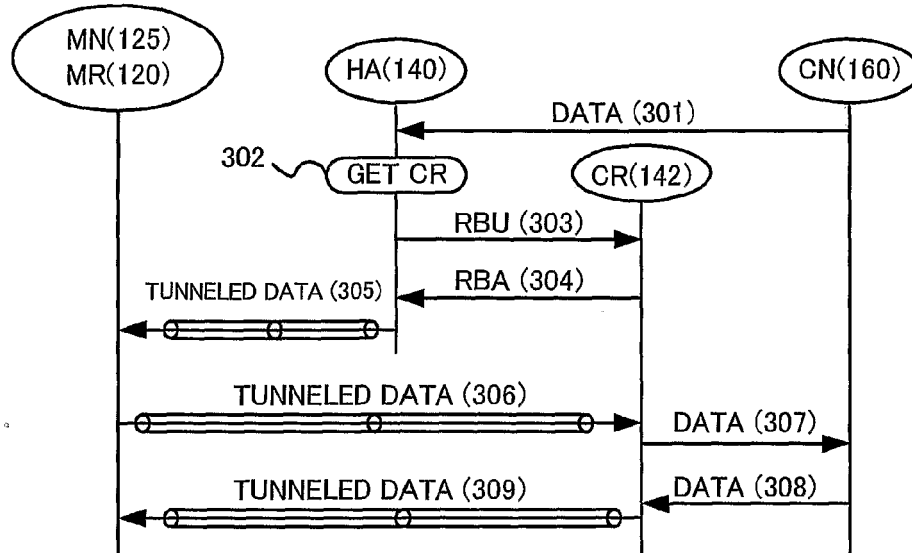 MN(125)
MR(120)
HA(140)
CN(160)
DATA (301)
302
GET CR
CR(142)
RBU (303)
RBA (304)
TUNNELED DATA (305)
TUNNELED DATA (306)
DATA (307)
TUNNELED DATA (309)
DATA (308)